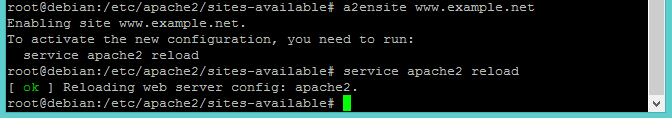 root@debian:/etc/apache2/sites-available# a2ensite www.example.net
Enabling site www.example.net.
To activate the new configuration, you need to run:
  service apache2 reload
root@debian:/etc/apache2/sites-available# service apache2 reload
[ ok ] Reloading web server config: apache2.
root@debian:/etc/apache2/sites-available#